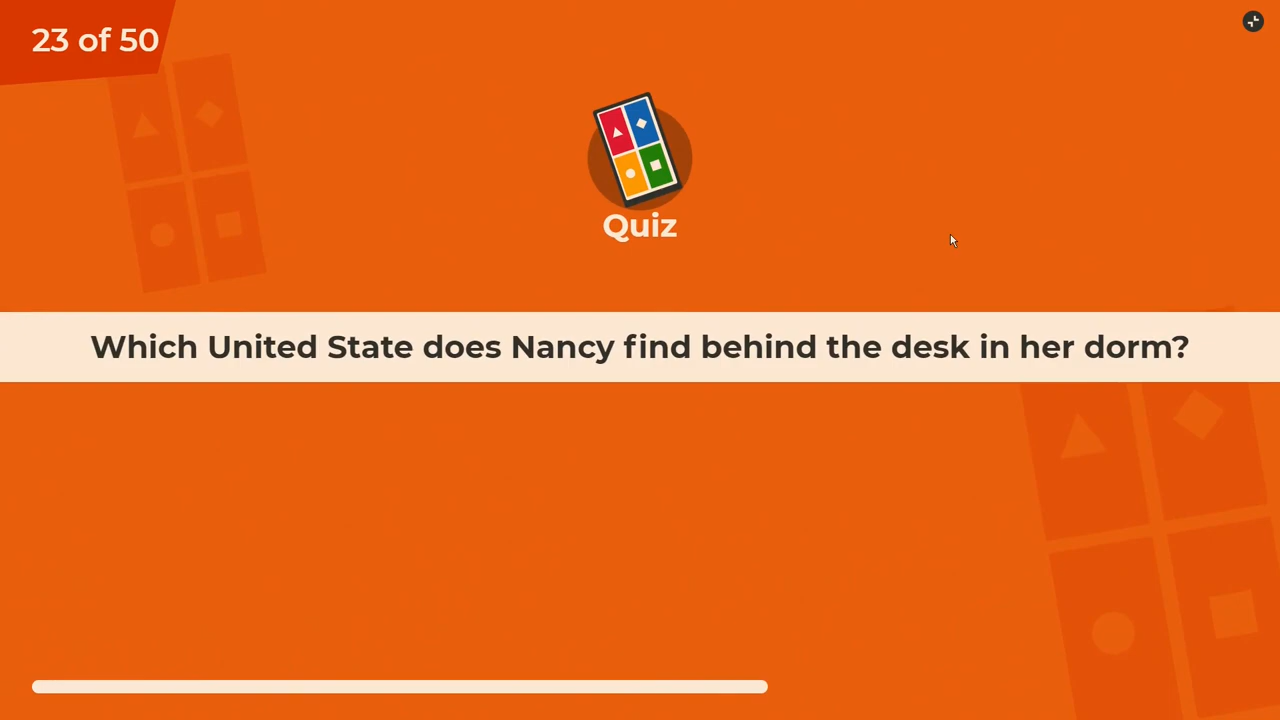 23 of 50
Quiz
Which United State does Nancy find behind the desk in her dorm?